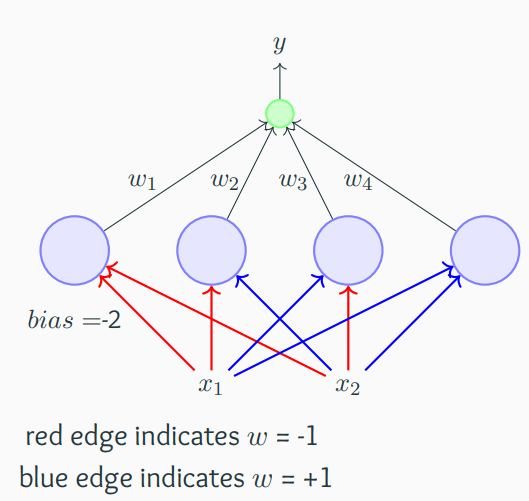 y
w₁ w₂ w₃ w₄
bias =-2
x₁ x₂
red edge indicates w = -1
blue edge indicates w = +1